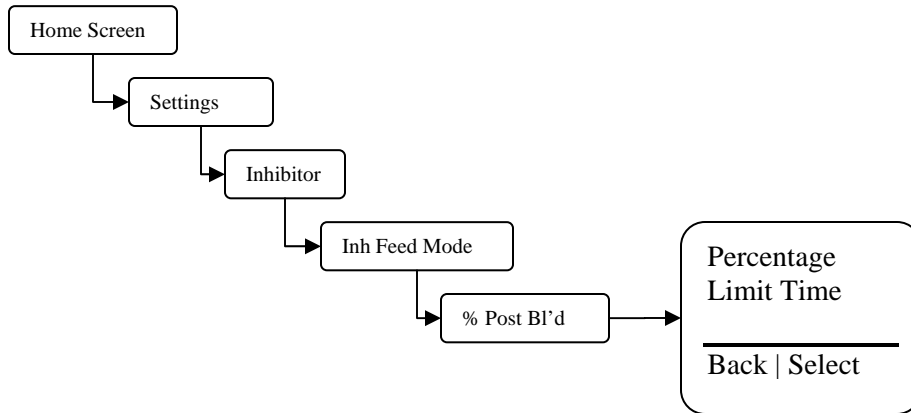 Home Screen
Settings
Inhibitor
Inh Feed Mode
% Post Bl’d
Percentage
Limit Time
Back | Select